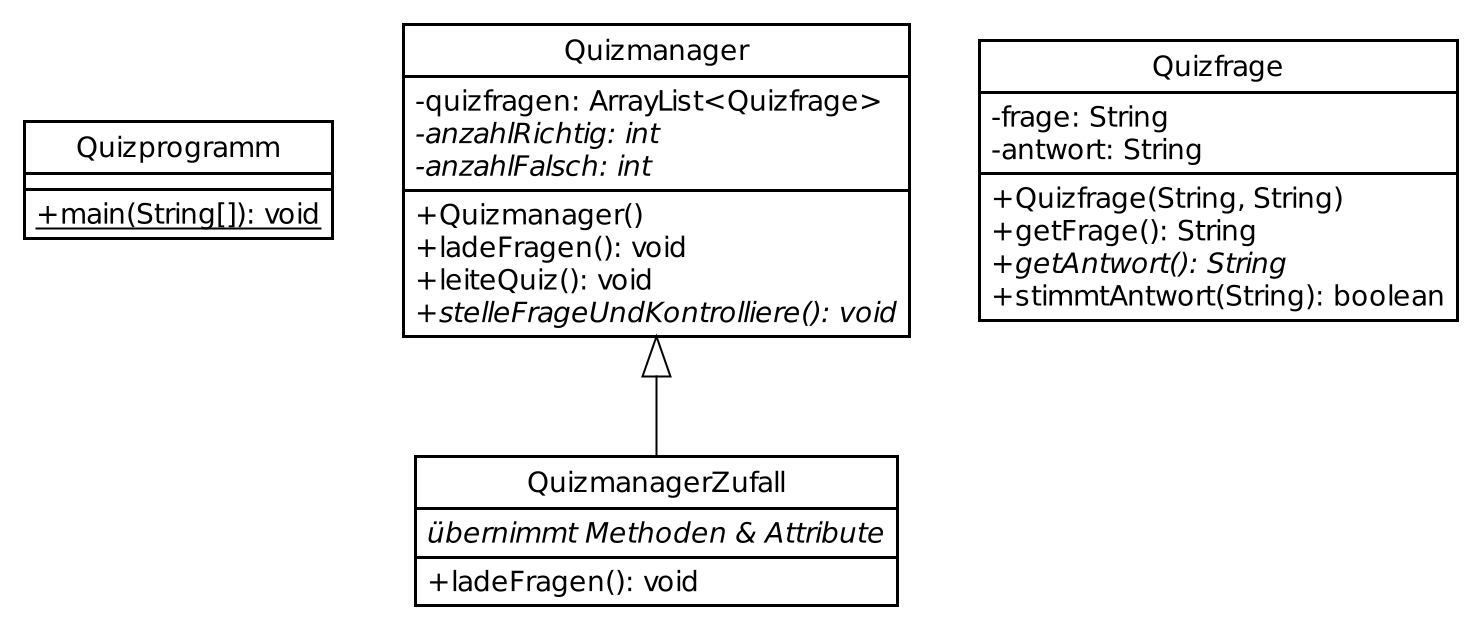 Quizprogramm
+main(String[]): void
Quizmanager
-quizfragen: ArrayList<Quizfrage>
-anzahlRichtig: int
-anzahlFalsch: int
+Quizmanager()
+ladeFragen(): void
+leiteQuiz(): void
+stelleFrageUndKontrolliere(): void
Quizfrage
-frage: String
-antwort: String
+Quizfrage(String, String)
+getFrage(): String
+getAntwort(): String
+stimmtAntwort(String): boolean
QuizmanagerZufall
übernimmt Methoden & Attribute
+ladeFragen(): void